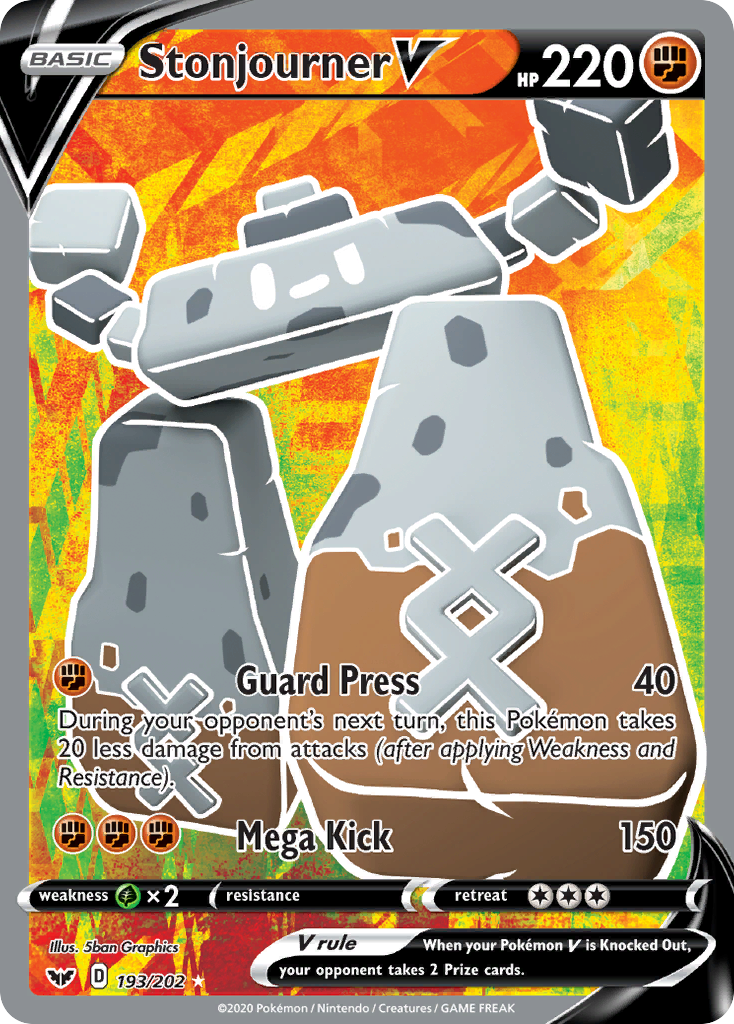 BASIC Stonjourner V HP 220
Guard Press 40
During your opponent's next turn, this Pokémon takes
20 less damage from attacks (after applying Weakness and
Resistance).
Mega Kick 150
weakness ×2 resistance retreat
Illus. 5ban Graphics
D 193/202
V rule When your Pokémon V is Knocked Out,
your opponent takes 2 Prize cards.
©2020 Pokémon / Nintendo / Creatures / GAME FREAK